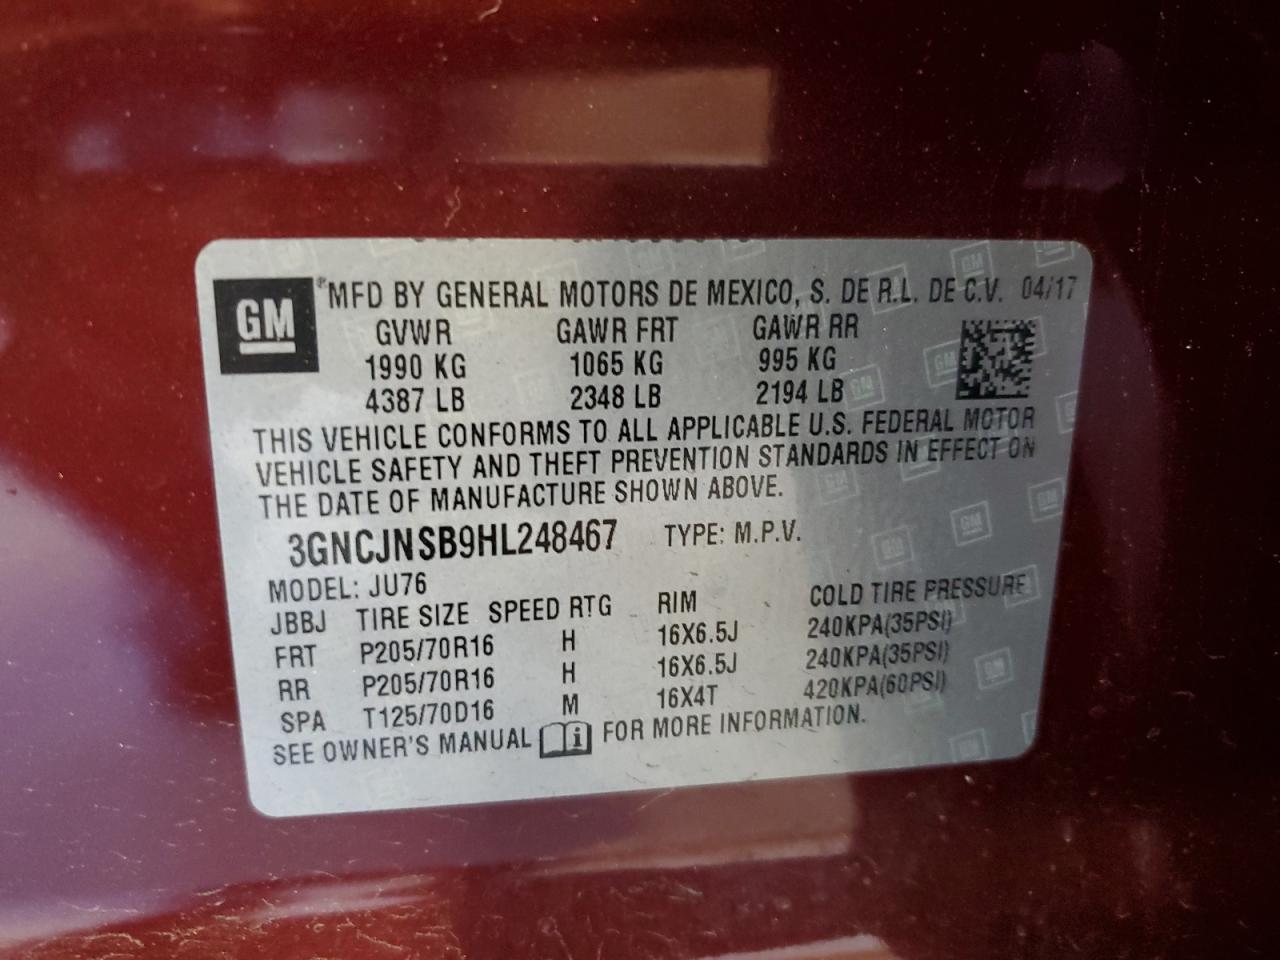 GM
®MFD BY GENERAL MOTORS DE MEXICO, S. DE R.L. DE C.V. 04/17
GVWR GAWR FRT GAWR RR
1990 KG 1065 KG 995 KG
4387 LB 2348 LB 2194 LB
THIS VEHICLE CONFORMS TO ALL APPLICABLE U.S. FEDERAL MOTOR
VEHICLE SAFETY AND THEFT PREVENTION STANDARDS IN EFFECT ON
THE DATE OF MANUFACTURE SHOWN ABOVE.
3GNCJNSB9HL248467 TYPE: M.P.V.
MODEL: JU76
JBBJ TIRE SIZE SPEED RTG RIM COLD TIRE PRESSURE
FRT P205/70R16 H 16X6.5J 240KPA(35PSI)
RR P205/70R16 H 16X6.5J 240KPA(35PSI)
SPA T125/70D16 M 16X4T 420KPA(60PSI)
SEE OWNER'S MANUAL FOR MORE INFORMATION.